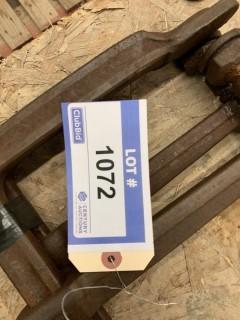 LOT #
1072
ClubBid
CENTURY
AUCTIONS